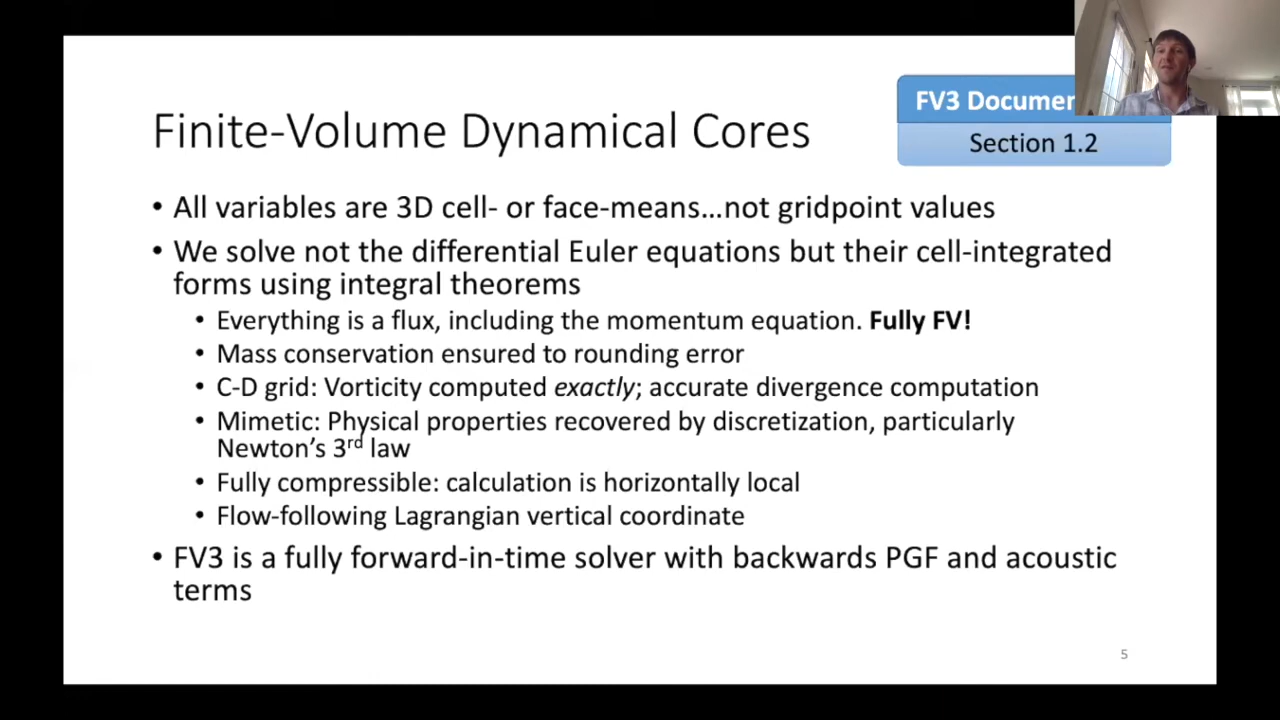 FV3
Section 1.2
Finite-Volume Dynamical Cores
• All variables are 3D cell- or face-means…not gridpoint values
• We solve not the differential Euler equations but their cell-integrated
forms using integral theorems
• Everything is a flux, including the momentum equation. Fully FV!
• Mass conservation ensured to rounding error
• C-D grid: Vorticity computed exactly; accurate divergence computation
• Mimetic: Physical properties recovered by discretization, particularly
Newton's 3rd law
• Fully compressible: calculation is horizontally local
• Flow-following Lagrangian vertical coordinate
• FV3 is a fully forward-in-time solver with backwards PGF and acoustic
terms
5